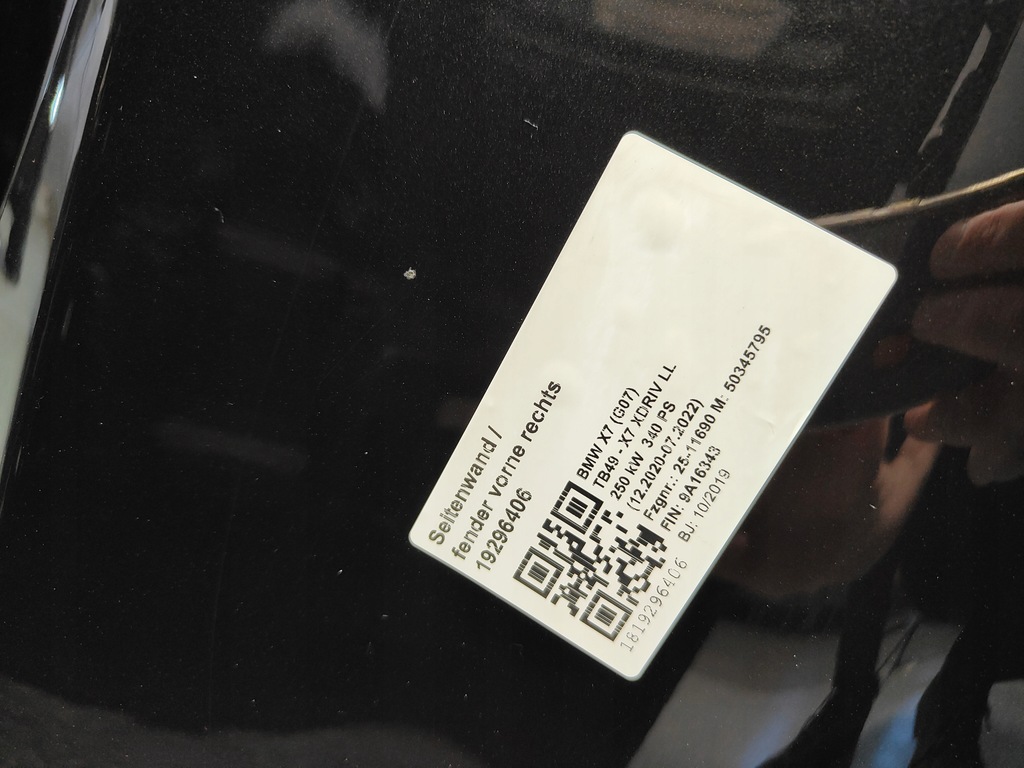 Seitenwand /
fender vorne rechts
19296406
BMW X7 (G07)
TB49 - X7 XDRIV LL
250 kW - 340 PS
(12.2020-07.2022)
Fzgnr.: 25-11690 M: 50345795
FIN: 9A16343
BJ: 10/2019
1819296406